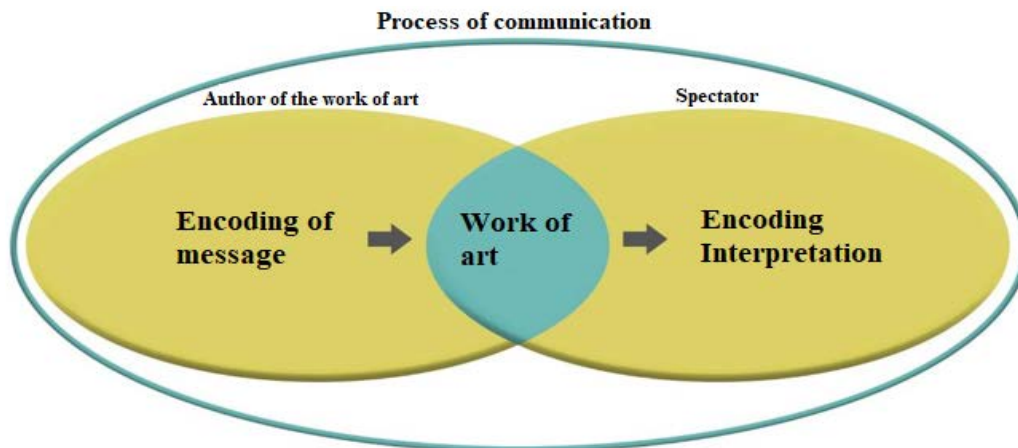 Process of communication
Author of the work of art
Spectator
Encoding of
message
Work of
art
Encoding
Interpretation